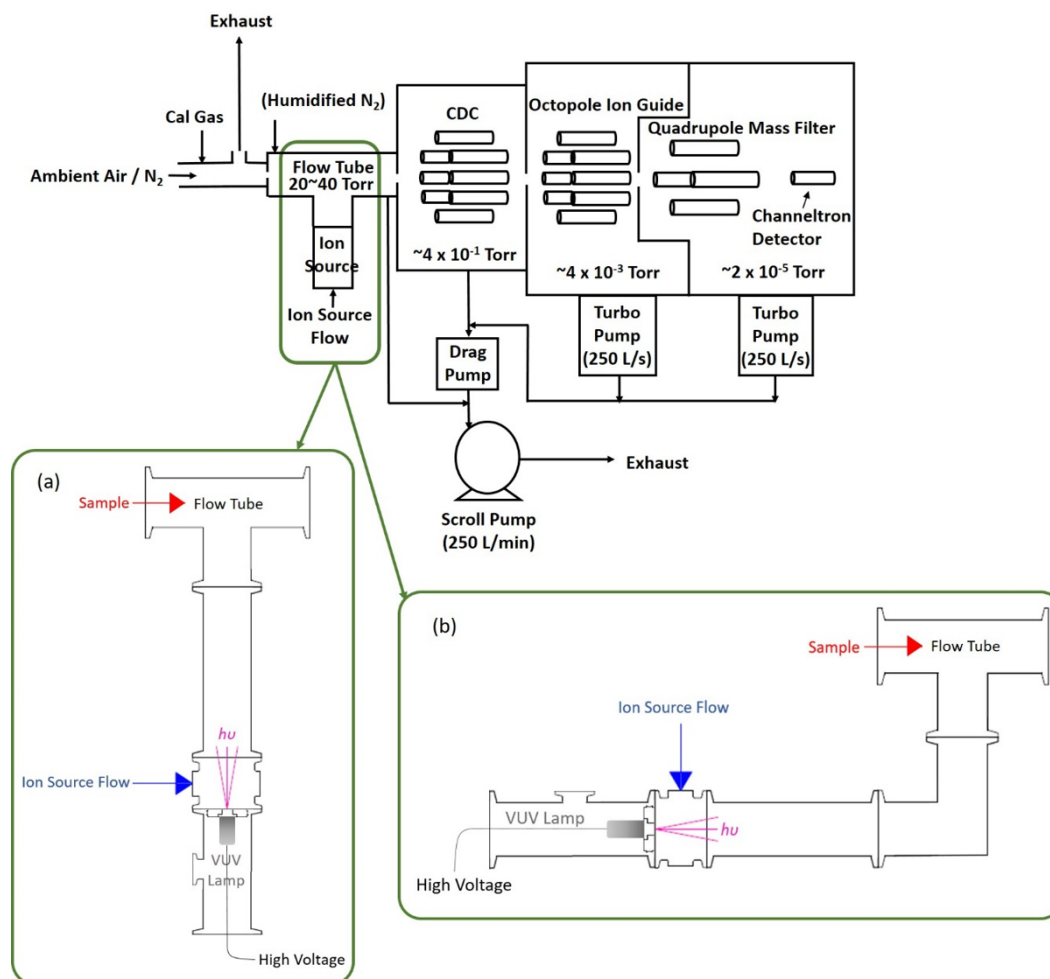 Exhaust
Cal Gas
(Humidified N₂)
Ambient Air / N₂
Flow Tube
20~40 Torr
Ion
Source
Ion Source
Flow
CDC
~4 x 10⁻¹ Torr
Octopole Ion Guide
~4 x 10⁻³ Torr
Quadrupole Mass Filter
Channeltron
Detector
~2 x 10⁻⁵ Torr
Drag
Pump
Turbo
Pump
(250 L/s)
Turbo
Pump
(250 L/s)
Exhaust
Scroll Pump
(250 L/min)
(a)
Sample
Flow Tube
hυ
Ion Source Flow
VUV
Lamp
High Voltage
(b)
Sample
Flow Tube
Ion Source Flow
VUV Lamp
hυ
High Voltage